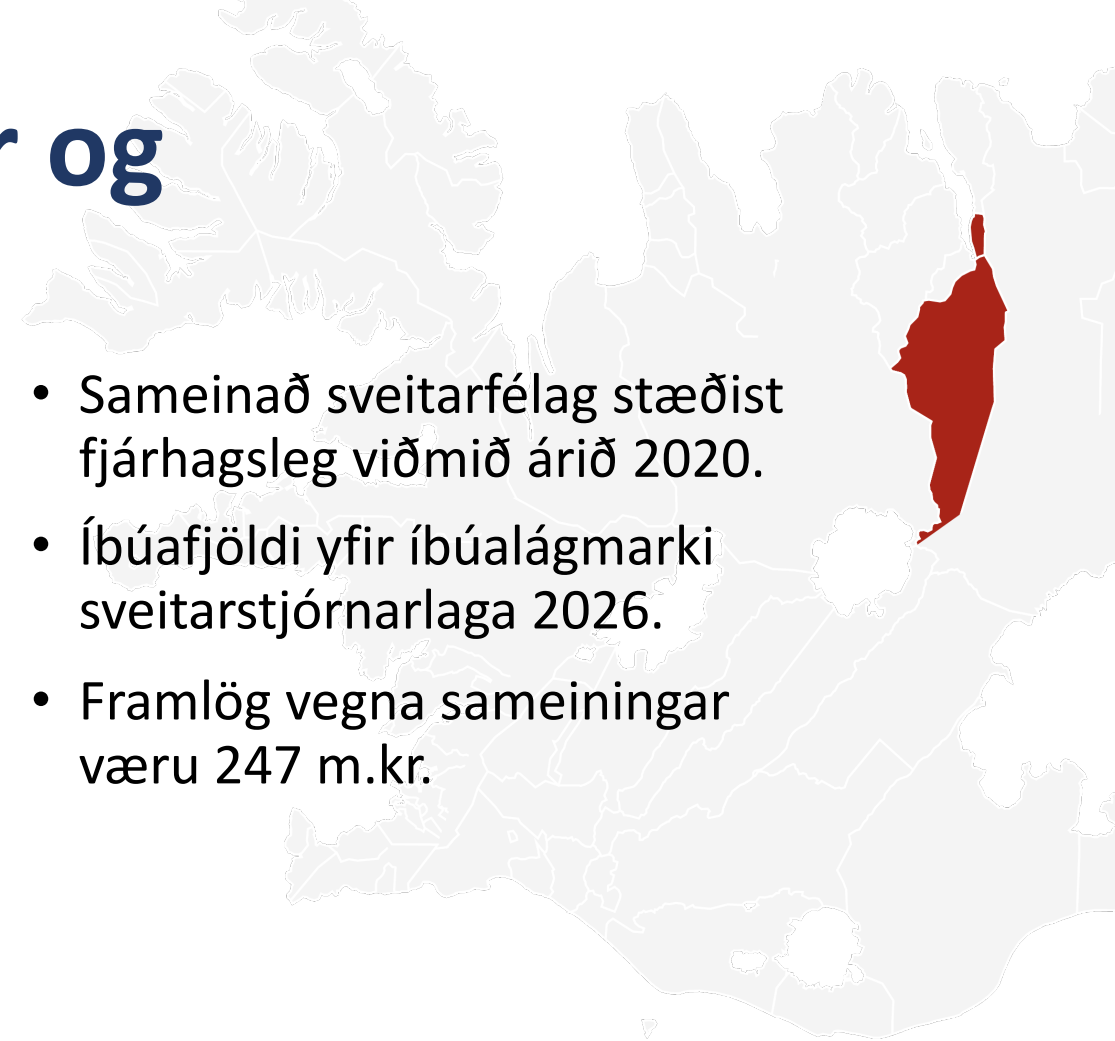 r og
• Sameinað sveitarfélag stæðist
fjárhagsleg viðmið árið 2020.
• Íbúafjöldi yfir íbúalágmarki
sveitarstjórnarlaga 2026.
• Framlög vegna sameiningar
væru 247 m.kr.